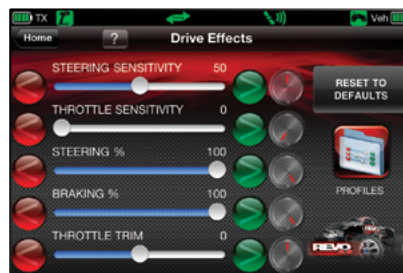 TX Veh
Home ? Drive Effects
STEERING SENSITIVITY 50
THROTTLE SENSITIVITY 0
STEERING % 100
BRAKING % 100
THROTTLE TRIM 0
RESET TO
DEFAULTS
PROFILES
REVO